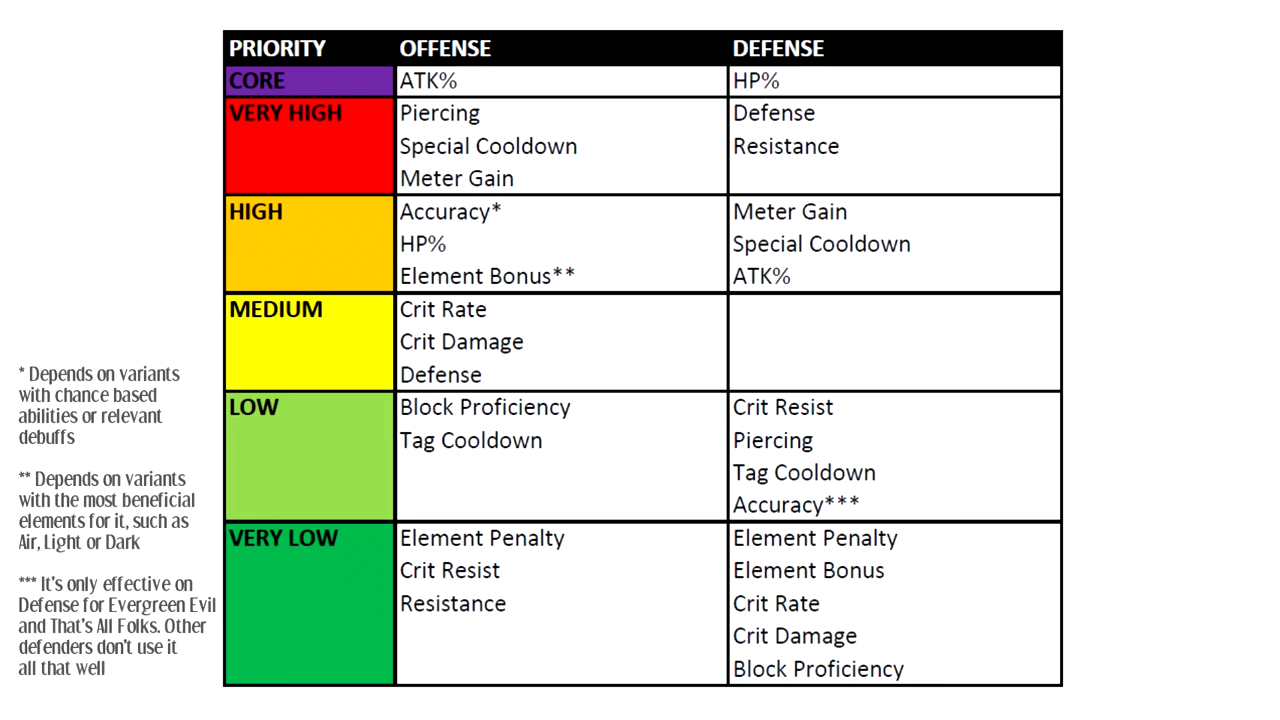 PRIORITY OFFENSE DEFENSE
CORE ATK% HP%
VERY HIGH Piercing Defense
Special Cooldown Resistance
Meter Gain
HIGH Accuracy* Meter Gain
HP% Special Cooldown
Element Bonus** ATK%
MEDIUM Crit Rate
Crit Damage
Defense
LOW Block Proficiency Crit Resist
Tag Cooldown Piercing
Tag Cooldown
Accuracy***
VERY LOW Element Penalty Element Penalty
Crit Resist Element Bonus
Resistance Crit Rate
Crit Damage
Block Proficiency
* Depends on variants
with chance based
abilities or relevant
debuffs
** Depends on variants
with the most beneficial
elements for it, such as
Air, Light or Dark
*** It's only effective on
Defense for Evergreen Evil
and That's All Folks. Other
defenders don't use it
all that well